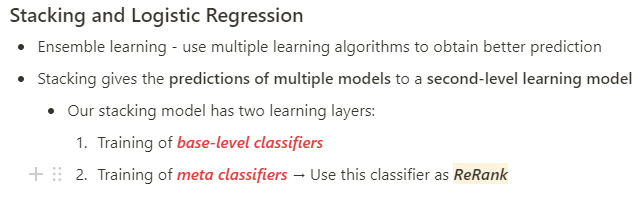 Stacking and Logistic Regression
• Ensemble learning - use multiple learning algorithms to obtain better prediction
• Stacking gives the predictions of multiple models to a second-level learning model
• Our stacking model has two learning layers:
1. Training of base-level classifiers
2. Training of meta classifiers → Use this classifier as ReRank